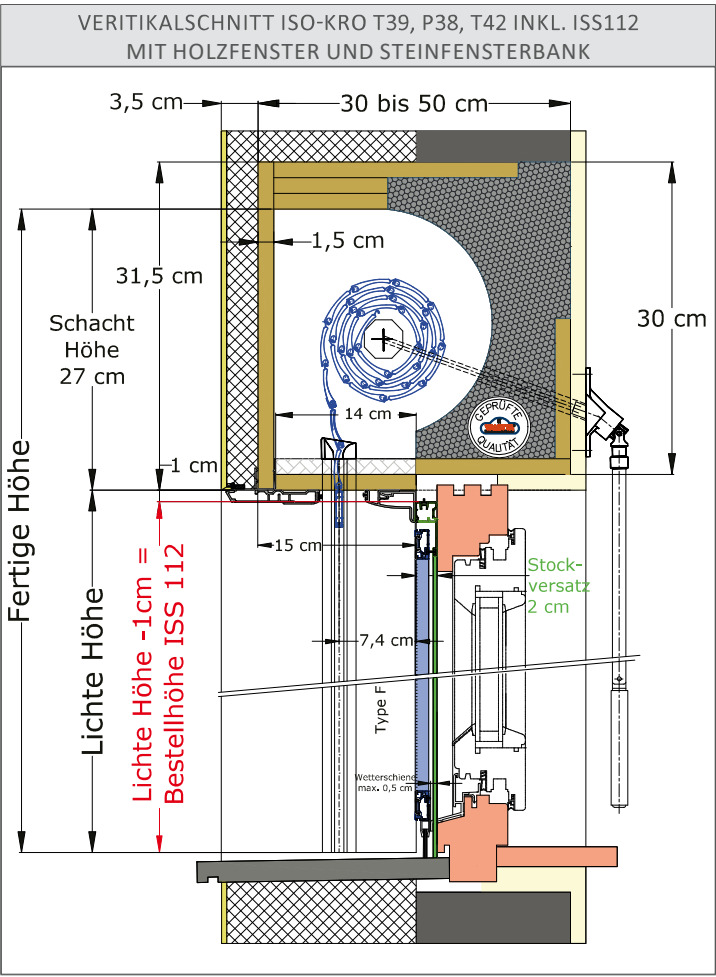 VERITIKALSCHNITT ISO-KRO T39, P38, T42 INKL. ISS112
MIT HOLZFENSTER UND STEINFENSTERBANK
3,5 cm
30 bis 50 cm
1,5 cm
31,5 cm
Schacht
Höhe
27 cm
30 cm
14 cm
GEPRÜFTE
QUALITÄT
1 cm
Fertige Höhe
15 cm
Lichte Höhe
Lichte Höhe -1cm =
Bestellhöhe ISS 112
Stock-
versatz
2 cm
7,4 cm
Type F
Wetterschiene
max. 0,5 cm